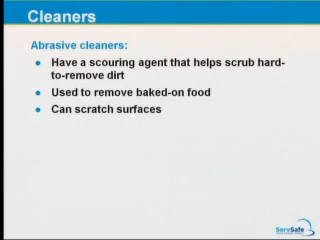 Cleaners
Abrasive cleaners:
● Have a scouring agent that helps scrub hard-
to-remove dirt
● Used to remove baked-on food
● Can scratch surfaces
ServSafe